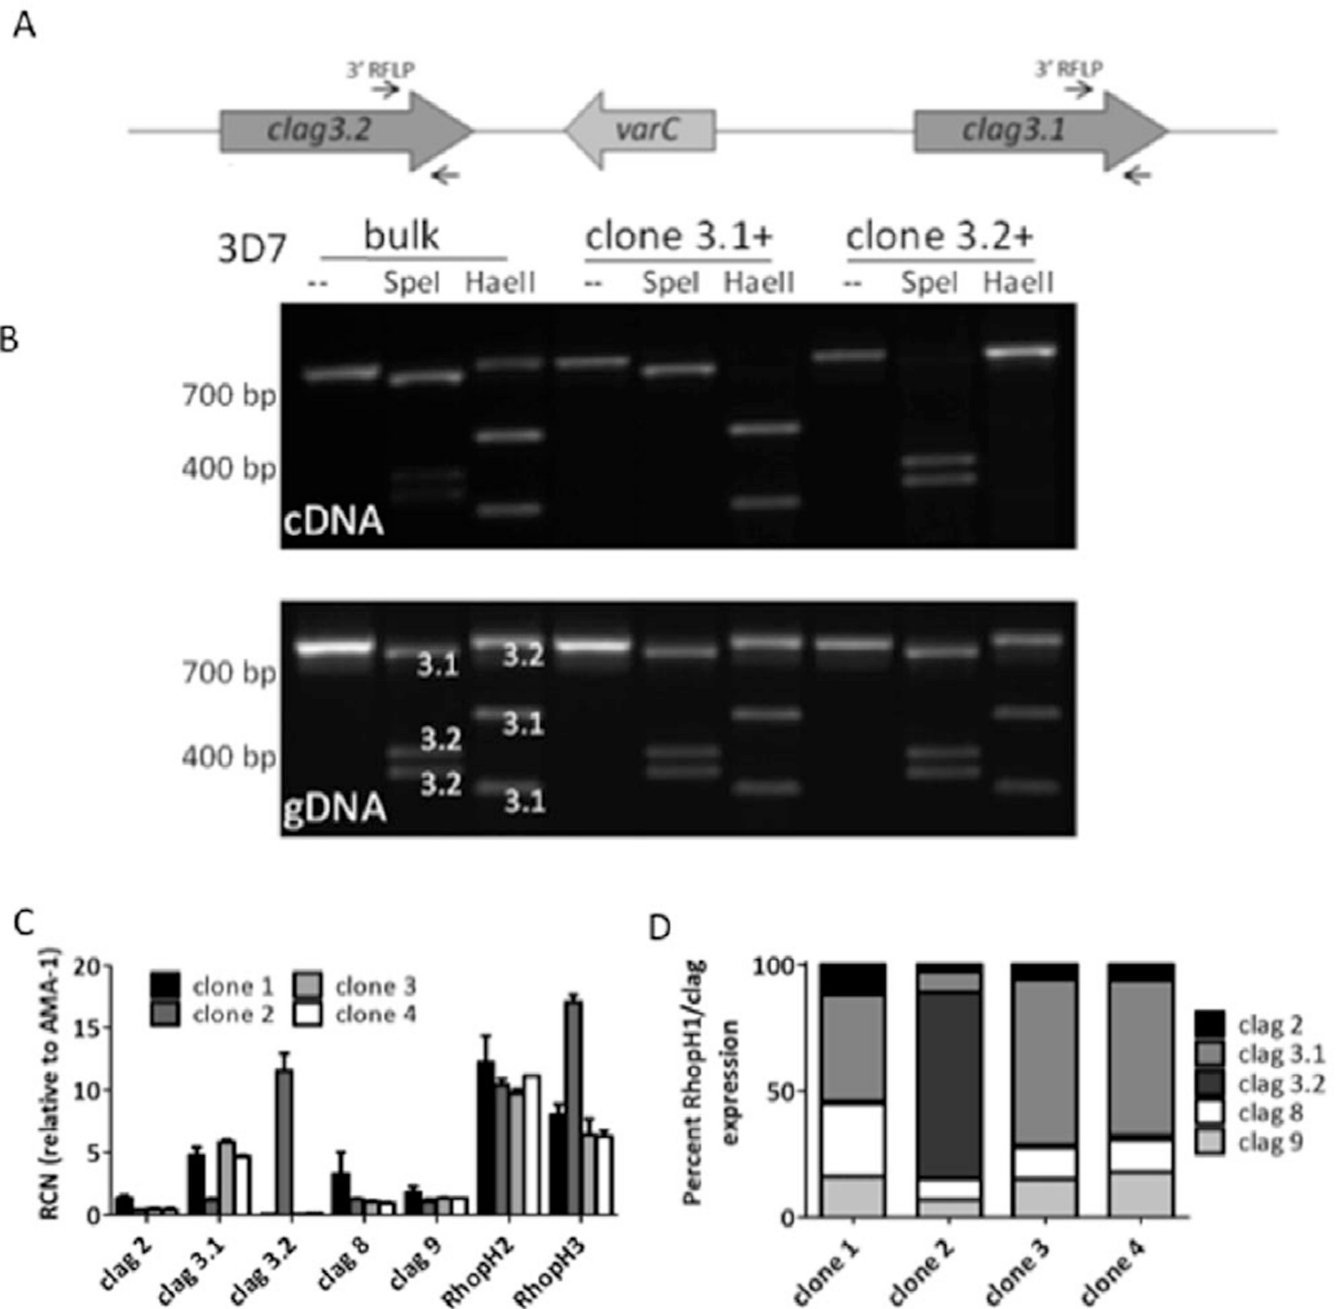 A
3' RFLP 3' RFLP
clag3.2 varC clag3.1
3D7 bulk clone 3.1+ clone 3.2+
-- SpeI HaeII -- SpeI HaeII -- SpeI HaeII
B
700 bp
400 bp
cDNA
700 bp
400 bp
gDNA
3.1 3.2
3.2 3.1
3.2 3.1
C
RCN (relative to AMA-1)
20
15
10
5
0
clone 1 clone 3
clone 2 clone 4
clag 2 clag 3.1 clag 3.2 clag 8 clag 9 RhopH2 RhopH3
D
Percent RhopH1/clag
expression
100
50
0
clone 1 clone 2 clone 3 clone 4
clag 2
clag 3.1
clag 3.2
clag 8
clag 9